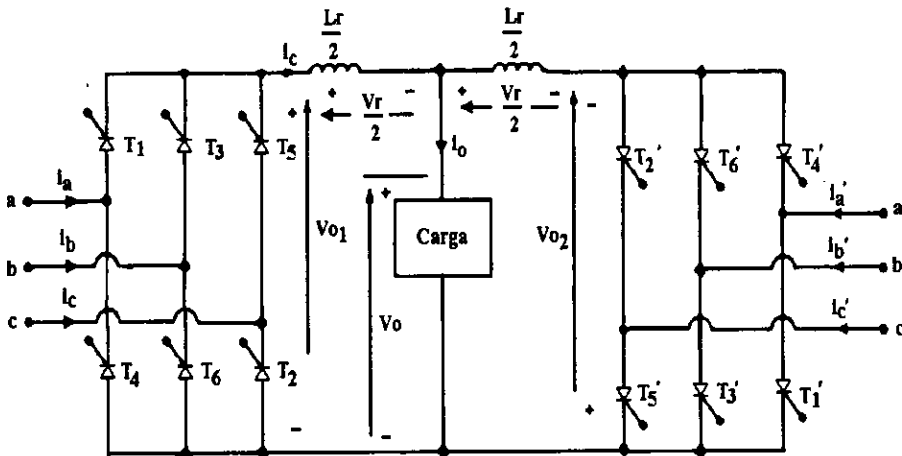 Lr
2
Lr
2
ic
+ - + -
+ Vr - + Vr - -
2 2
T1 T3 T5 T2' T6' T4'
ia io ia'
a + a
Vo1 Carga Vo2
ib ib'
b b
ic Vo ic'
c c
T4 T6 T2 + T5' T3' T1'
- -